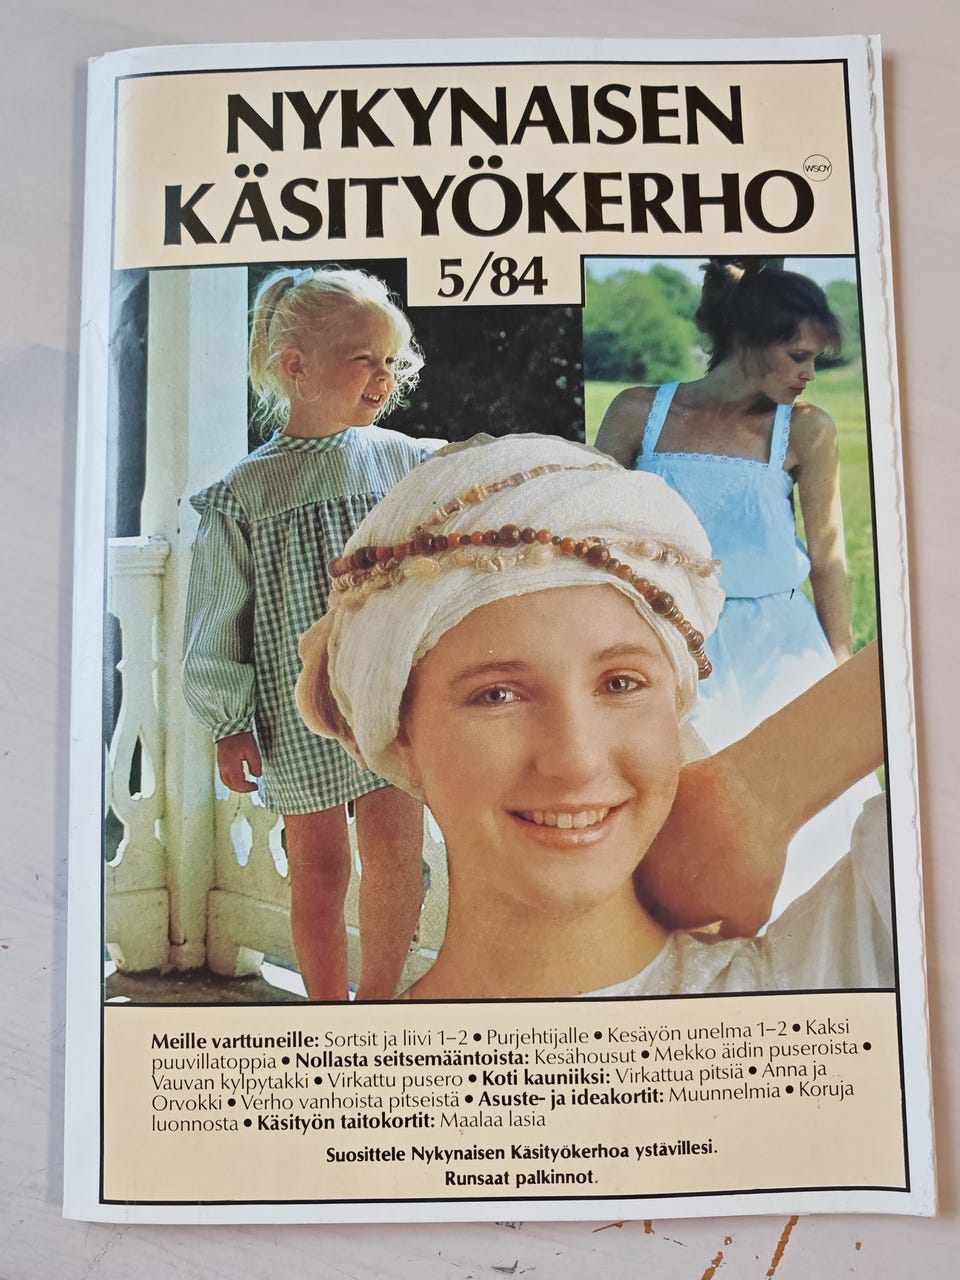 NYKYNAISEN
KÄSITYÖKERHO
WSOY
5/84
Meille varttuneille: Sortsit ja liivi 1–2 • Purjehtijalle • Kesäyön unelma 1–2 • Kaksi
puuvillatoppia • Nollasta seitsemääntoista: Kesähousut • Mekko äidin puseroista •
Vauvan kylpytakki • Virkattu pusero • Koti kauniiksi: Virkattua pitsiä • Anna ja
Orvokki • Verho vanhoista pitseistä • Asuste- ja ideakortit: Muunnelmia • Koruja
luonnosta • Käsityön taitokortit: Maalaa lasia
Suosittele Nykynaisen Käsityökerhoa ystävillesi.
Runsaat palkinnot.